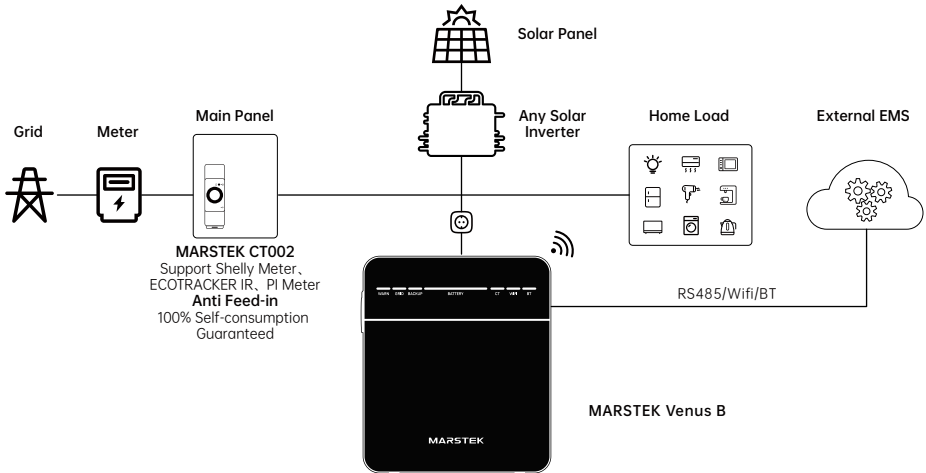 Solar Panel
Grid
Meter
Main Panel
Any Solar
Inverter
Home Load
External EMS
MARSTEK CT002
Support Shelly Meter、
ECOTRACKER IR、PI Meter
Anti Feed-in
100% Self-consumption
Guaranteed
WARN GRID BACKUP BATTERY CT WIFI BT
RS485/Wifi/BT
MARSTEK Venus B
MARSTEK